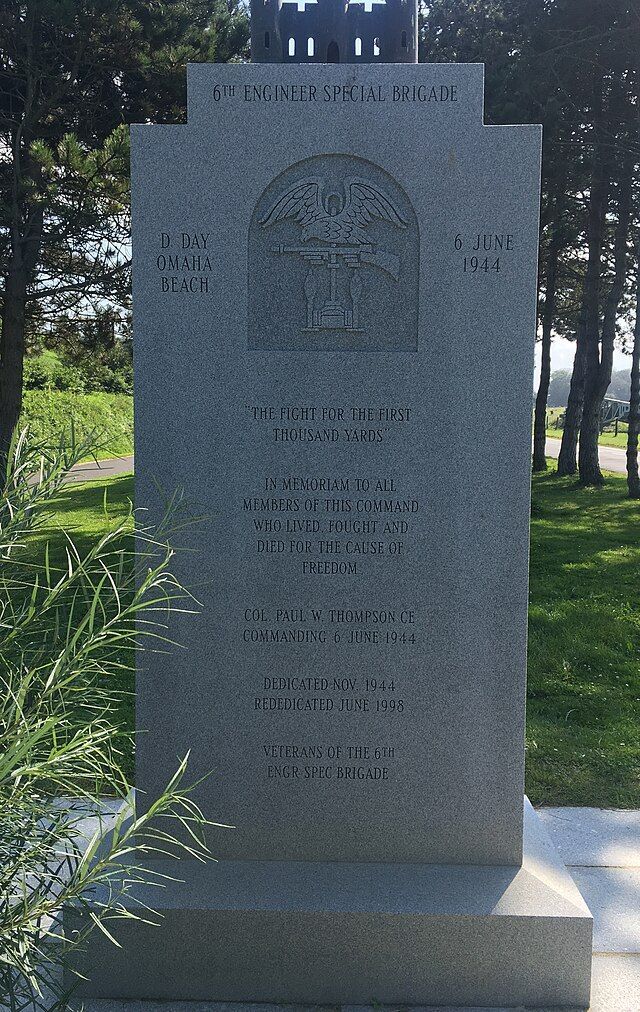 6TH ENGINEER SPECIAL BRIGADE
D. DAY
OMAHA
BEACH
6 JUNE
1944
"THE FIGHT FOR THE FIRST
THOUSAND YARDS"
IN MEMORIAM TO ALL
MEMBERS OF THIS COMMAND
WHO LIVED, FOUGHT AND
DIED FOR THE CAUSE OF
FREEDOM
COL. PAUL W. THOMPSON CE
COMMANDING 6 JUNE 1944
DEDICATED NOV. 1944
REDEDICATED JUNE 1998
VETERANS OF THE 6TH
ENGR SPEC BRIGADE